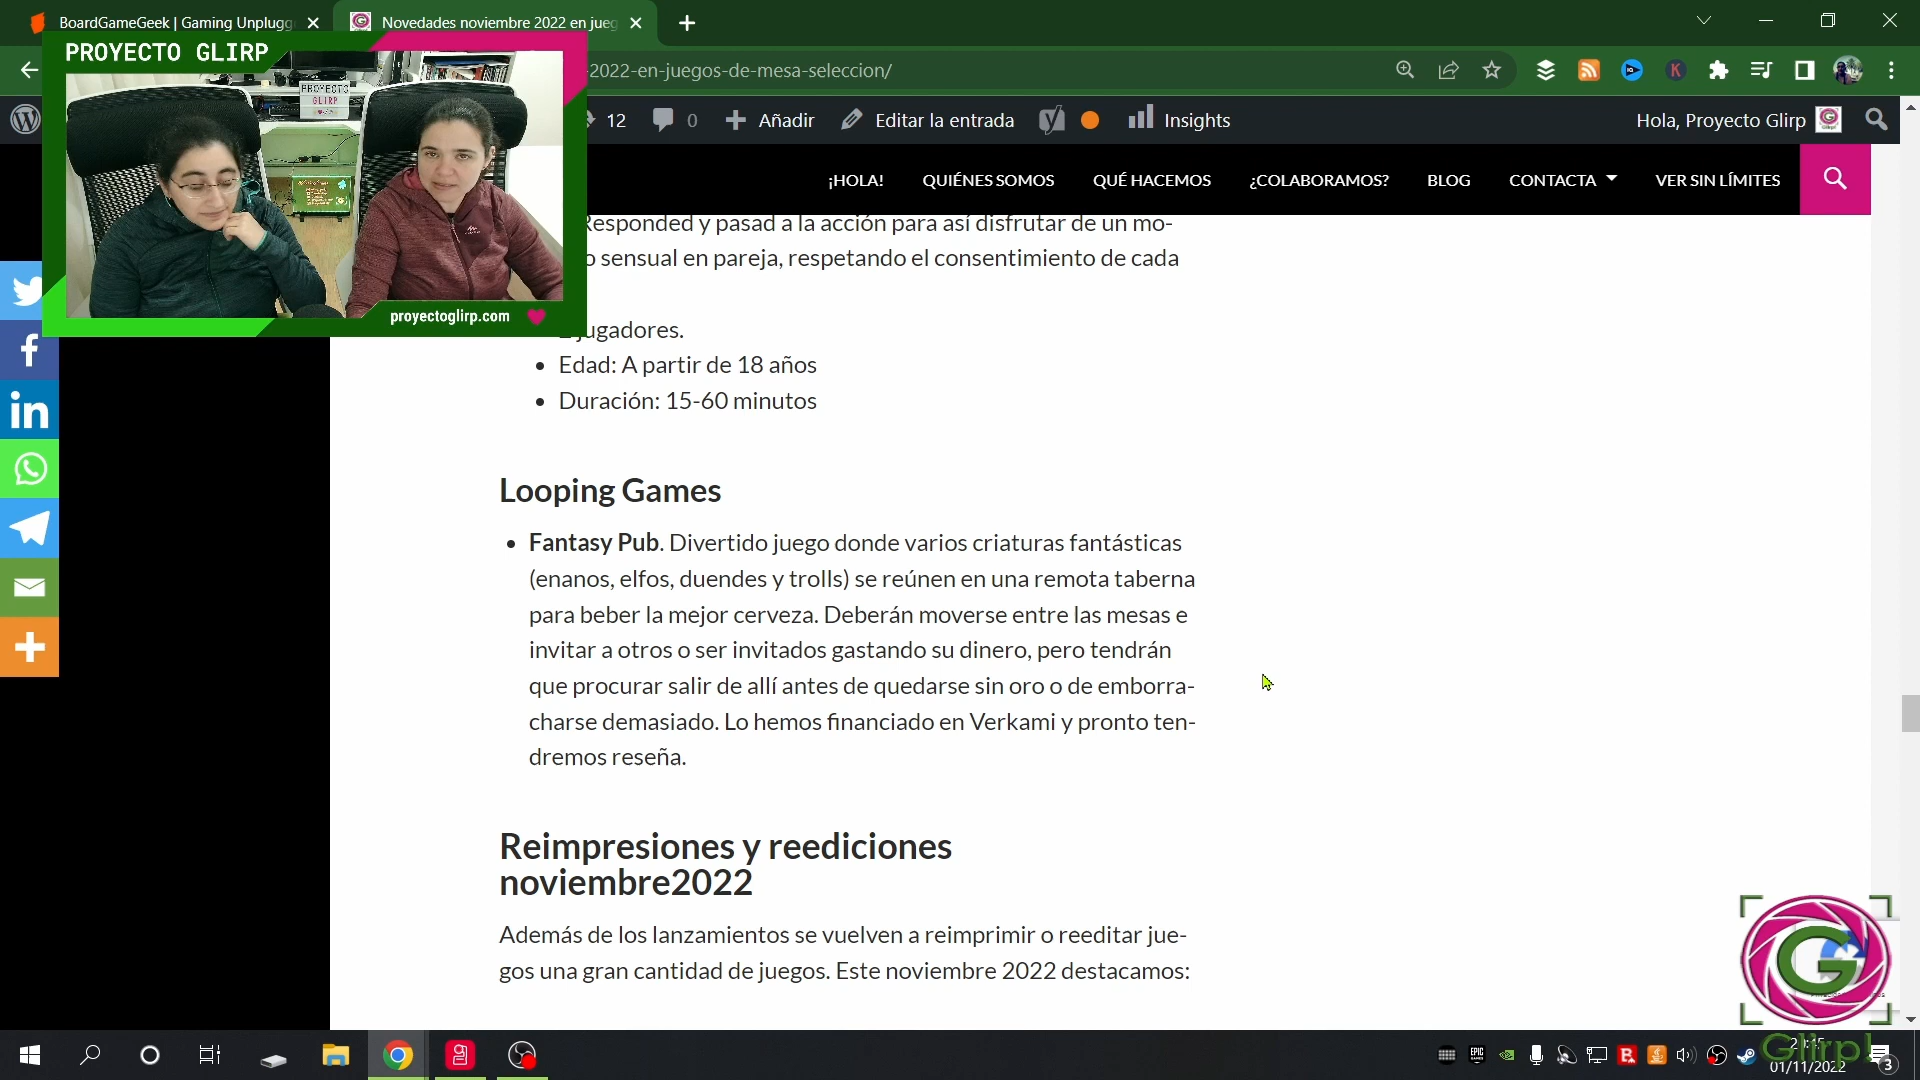 BoardGameGeek | Gaming Unplugg
Novedades noviembre 2022 en jueg
PROYECTO GLIRP
2022-en-juegos-de-mesa-seleccion/
12
0
Añadir
Editar la entrada
Insights
Hola, Proyecto Glirp
PROYECTO
GLIRP
¡HOLA!
QUIÉNES SOMOS
QUÉ HACEMOS
¿COLABORAMOS?
BLOG
CONTACTA
VER SIN LÍMITES
Responded y pasad a la acción para así disfrutar de un mo-
o sensual en pareja, respetando el consentimiento de cada
proyectoglirp.com
jugadores.
• Edad: A partir de 18 años
• Duración: 15-60 minutos
Looping Games
• Fantasy Pub. Divertido juego donde varios criaturas fantásticas
(enanos, elfos, duendes y trolls) se reúnen en una remota taberna
para beber la mejor cerveza. Deberán moverse entre las mesas e
invitar a otros o ser invitados gastando su dinero, pero tendrán
que procurar salir de allí antes de quedarse sin oro o de emborra-
charse demasiado. Lo hemos financiado en Verkami y pronto ten-
dremos reseña.
Reimpresiones y reediciones
noviembre2022
Además de los lanzamientos se vuelven a reimprimir o reeditar jue-
gos una gran cantidad de juegos. Este noviembre 2022 destacamos:
Glirp!
01/11/2022
3